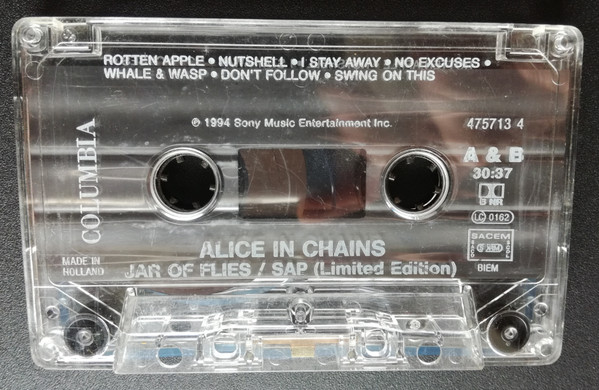 ROTTEN APPLE • NUTSHELL • I STAY AWAY • NO EXCUSES •
WHALE & WASP • DON'T FOLLOW • SWING ON THIS
℗ 1994 Sony Music Entertainment Inc.
475713 4
COLUMBIA
A & B
30:37
B NR
LC 0162
ALICE IN CHAINS
SACEM
MADE IN
HOLLAND
JAR OF FLIES / SAP (Limited Edition)
BIEM